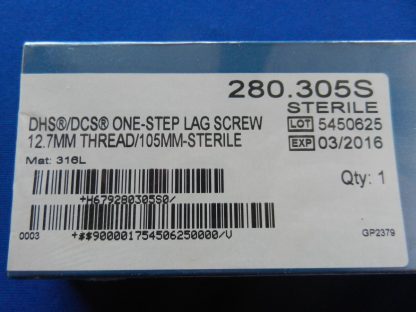 280.305S
STERILE
DHS®/DCS® ONE-STEP LAG SCREW
LOT 5450625
12.7MM THREAD/105MM-STERILE
EXP 03/2016
Mat: 316L
Qty: 1
+H679280305S0/
0003
+$$900001754506250000/V
GP2379